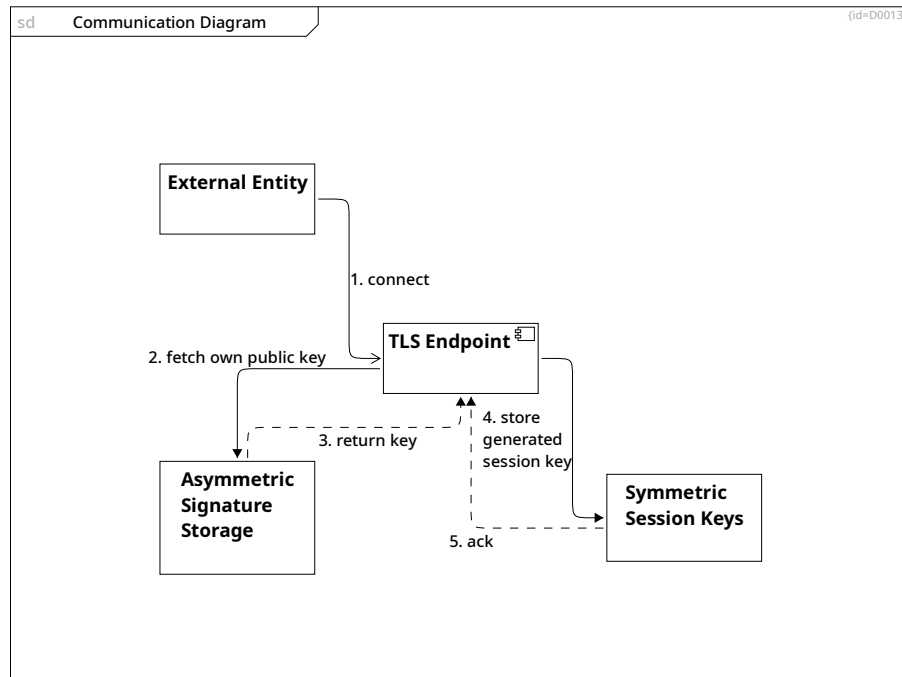 sd Communication Diagram
{id=D0013
External Entity
1. connect
TLS Endpoint
2. fetch own public key
4. store
generated
session key
3. return key
Asymmetric
Signature
Storage
Symmetric
Session Keys
5. ack